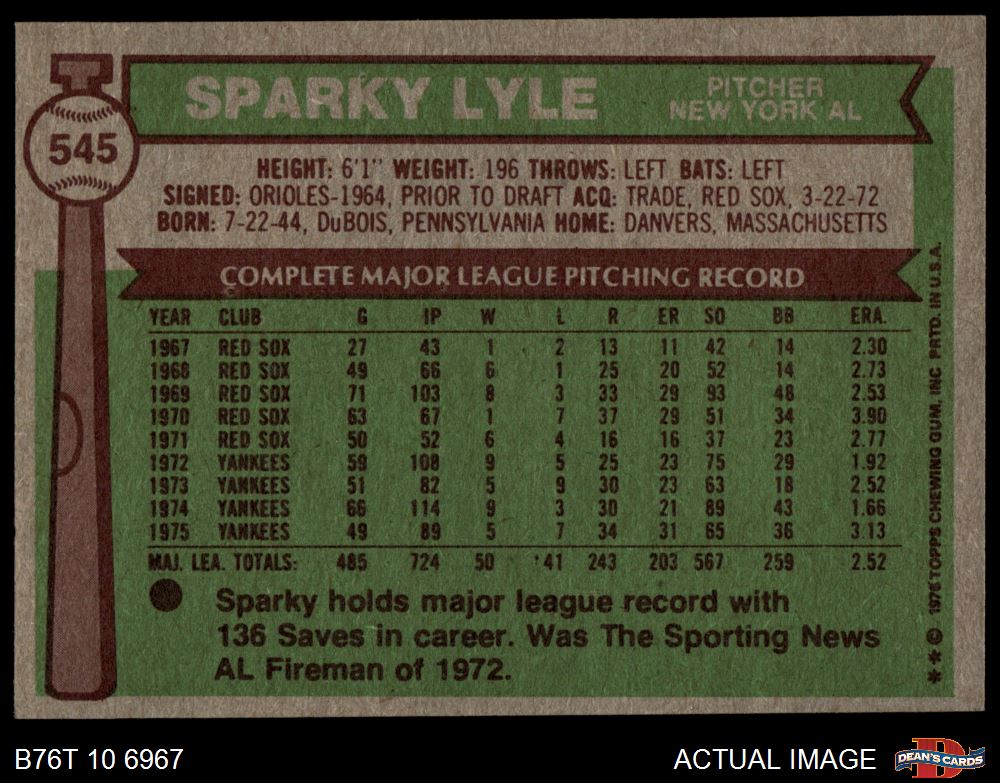 SPARKY LYLE
PITCHER
NEW YORK AL
545
HEIGHT: 6'1" WEIGHT: 196 THROWS: LEFT BATS: LEFT
SIGNED: ORIOLES-1964, PRIOR TO DRAFT ACQ: TRADE, RED SOX, 3-22-72
BORN: 7-22-44, DuBOIS, PENNSYLVANIA HOME: DANVERS, MASSACHUSETTS
COMPLETE MAJOR LEAGUE PITCHING RECORD
YEAR CLUB G IP W L R ER SO BB ERA.
1967 RED SOX 27 43 1 2 13 11 42 14 2.30
1968 RED SOX 49 66 6 1 25 20 52 14 2.73
1969 RED SOX 71 103 8 3 33 29 93 48 2.53
1970 RED SOX 63 67 1 7 37 29 51 34 3.90
1971 RED SOX 50 52 6 4 16 16 37 23 2.77
1972 YANKEES 59 108 9 5 25 23 75 29 1.92
1973 YANKEES 51 82 5 9 30 23 63 18 2.52
1974 YANKEES 66 114 9 3 30 21 89 43 1.66
1975 YANKEES 49 89 5 7 34 31 65 36 3.13
MAJ. LEA. TOTALS: 485 724 50 41 243 203 567 259 2.52
Sparky holds major league record with
136 Saves in career. Was The Sporting News
AL Fireman of 1972.
** © 1976 TOPPS CHEWING GUM, INC PRTD. IN U.S.A.
B76T 10 6967
ACTUAL IMAGE
D
DEAN'S CARDS